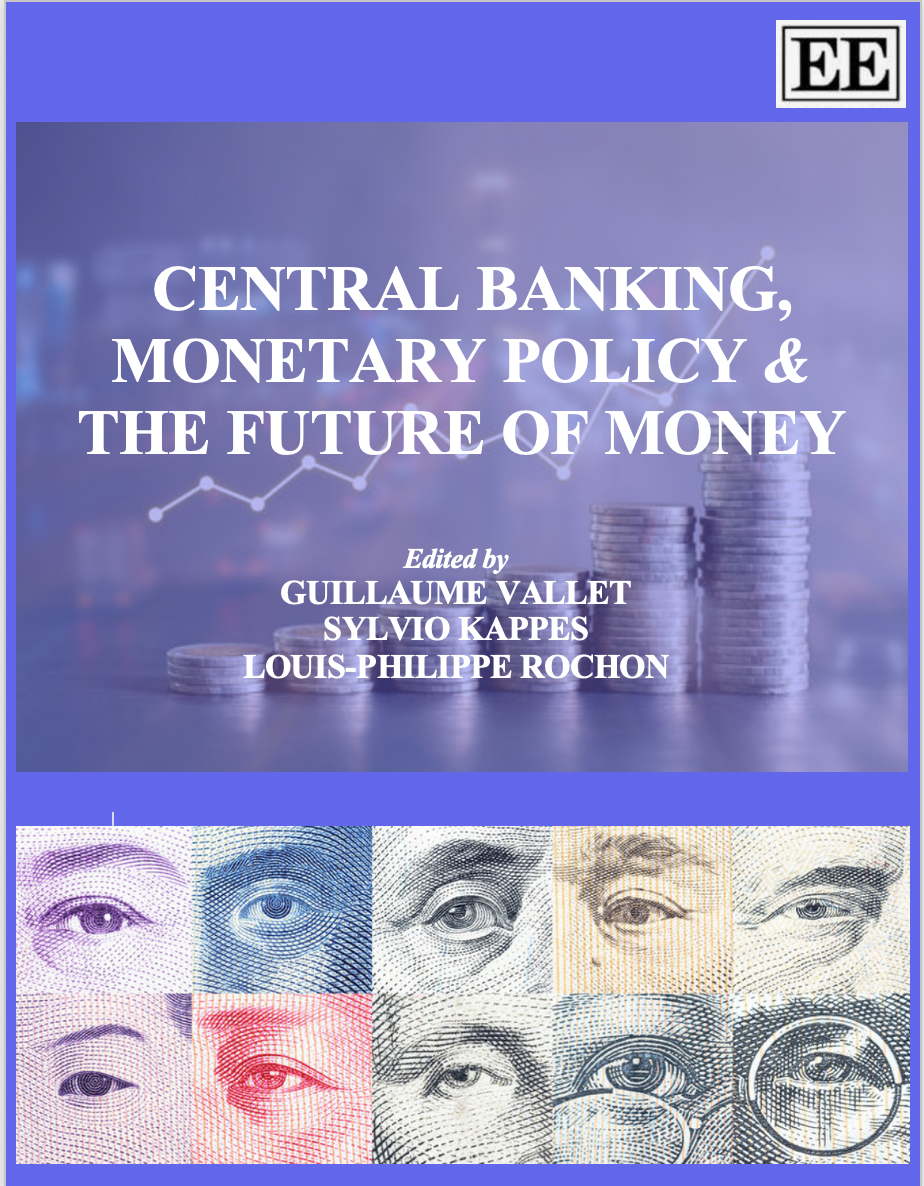 EE
CENTRAL BANKING,
MONETARY POLICY &
THE FUTURE OF MONEY
Edited by
GUILLAUME VALLET
SYLVIO KAPPES
LOUIS-PHILIPPE ROCHON